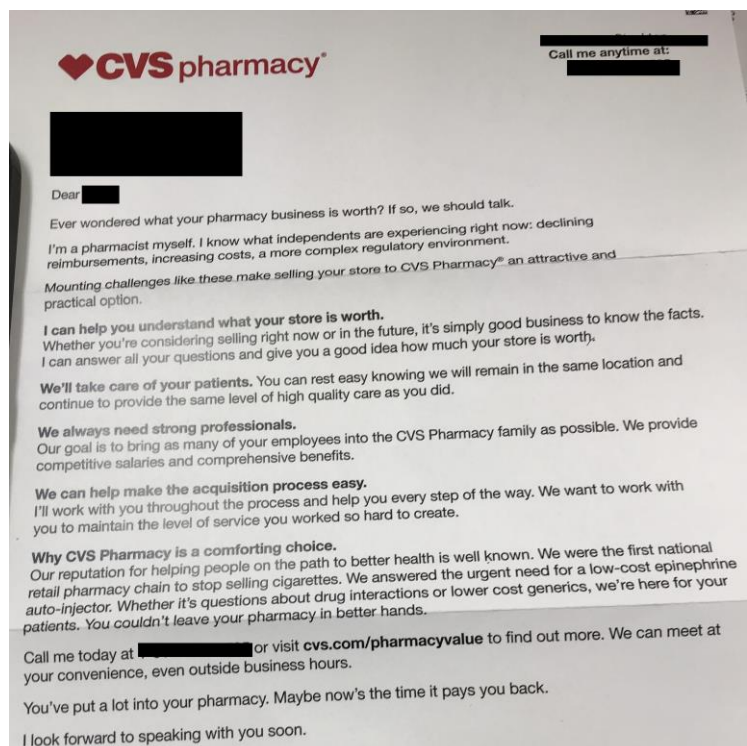 CVS pharmacy®
Call me anytime at:
Dear
Ever wondered what your pharmacy business is worth? If so, we should talk.
I'm a pharmacist myself. I know what independents are experiencing right now: declining
reimbursements, increasing costs, a more complex regulatory environment.
Mounting challenges like these make selling your store to CVS Pharmacy® an attractive and
practical option.
I can help you understand what your store is worth.
Whether you're considering selling right now or in the future, it's simply good business to know the facts.
I can answer all your questions and give you a good idea how much your store is worth.
We'll take care of your patients. You can rest easy knowing we will remain in the same location and
continue to provide the same level of high quality care as you did.
We always need strong professionals.
Our goal is to bring as many of your employees into the CVS Pharmacy family as possible. We provide
competitive salaries and comprehensive benefits.
We can help make the acquisition process easy.
I'll work with you throughout the process and help you every step of the way. We want to work with
you to maintain the level of service you worked so hard to create.
Why CVS Pharmacy is a comforting choice.
Our reputation for helping people on the path to better health is well known. We were the first national
retail pharmacy chain to stop selling cigarettes. We answered the urgent need for a low-cost epinephrine
auto-injector. Whether it's questions about drug interactions or lower cost generics, we're here for your
patients. You couldn't leave your pharmacy in better hands.
Call me today at or visit cvs.com/pharmacyvalue to find out more. We can meet at
your convenience, even outside business hours.
You've put a lot into your pharmacy. Maybe now's the time it pays you back.
I look forward to speaking with you soon.